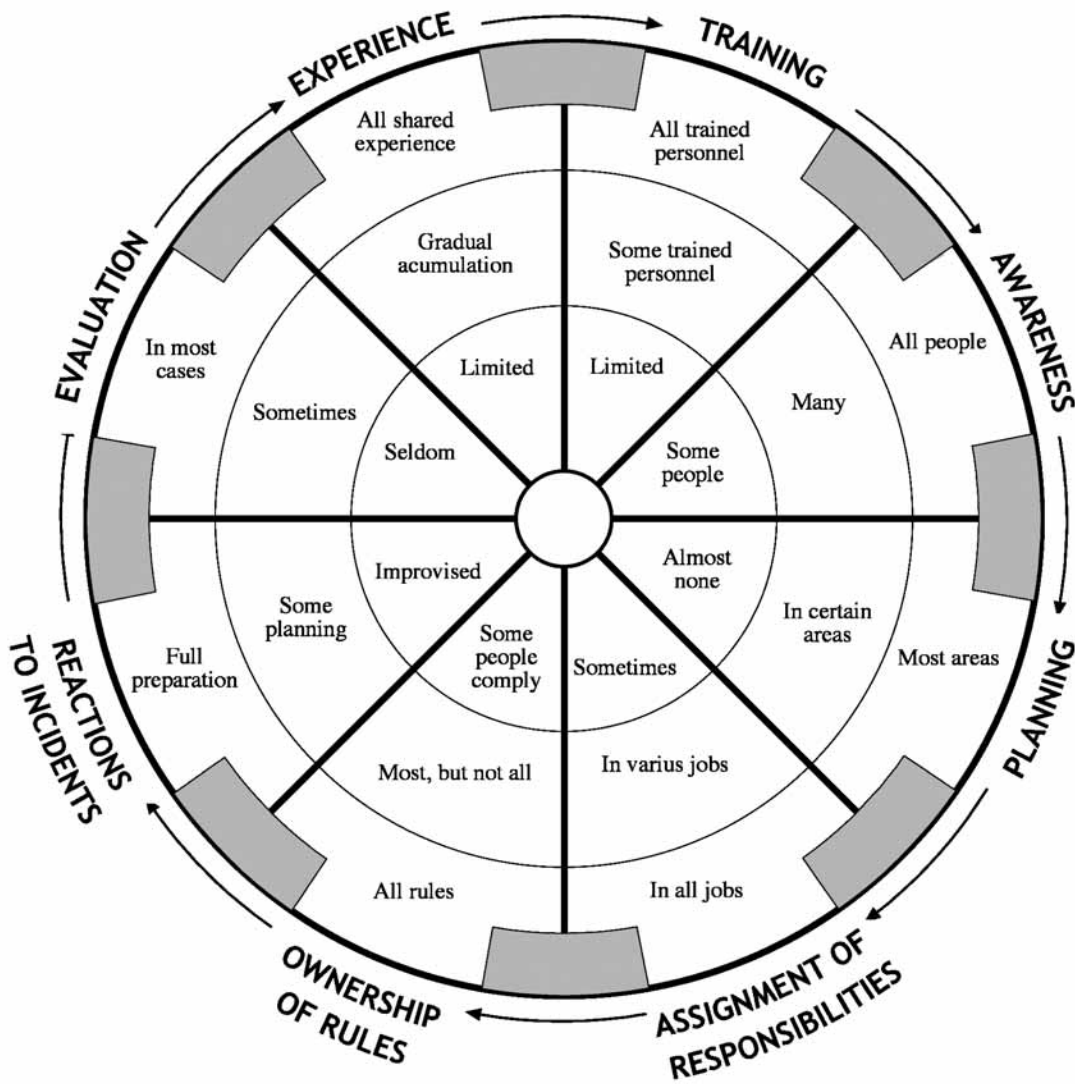 EXPERIENCE
TRAINING
All shared
experience
All trained
personnel
Gradual
acumulation
Some trained
personnel
Limited
Limited
EVALUATION
AWARENESS
In most
cases
Sometimes
Seldom
Some
people
Many
All people
Improvised
Some
planning
Full
preparation
Almost
none
In certain
areas
Most areas
REACTIONS
TO INCIDENTS
PLANNING
Some
people
comply
Sometimes
Most, but not all
In varius jobs
All rules
In all jobs
OWNERSHIP
OF RULES
ASSIGNMENT OF
RESPONSIBILITIES